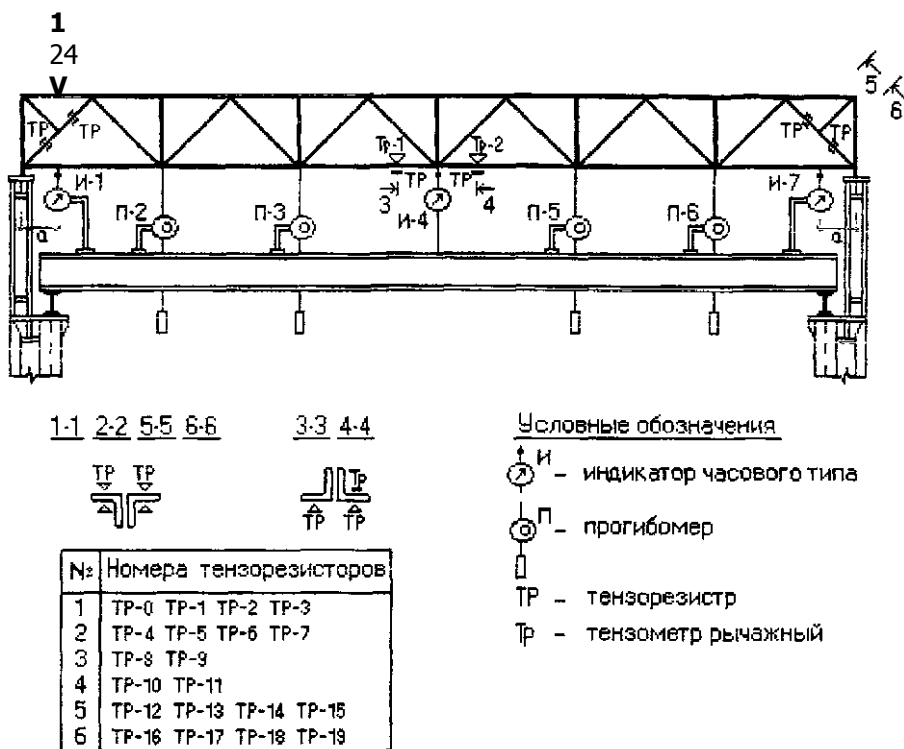 1
24
V
5
6
ТР
ТР
Тр-1
Тр-2
ТР
ТР
ТР
ТР
И-1
П-2
П-3
3
И-4
4
П-5
П-6
И-7
a
a
1-1 2-2 5-5 6-6
3-3 4-4
Условные обозначения
ТР ТР
Тр
ТР ТР
И – индикатор часового типа
П – прогибомер
ТР – тензорезистр
Тр – тензометр рычажный
№ Номера тензорезисторов
1 ТР-0 ТР-1 ТР-2 ТР-3
2 ТР-4 ТР-5 ТР-6 ТР-7
3 ТР-8 ТР-9
4 ТР-10 ТР-11
5 ТР-12 ТР-13 ТР-14 ТР-15
6 ТР-16 ТР-17 ТР-18 ТР-19